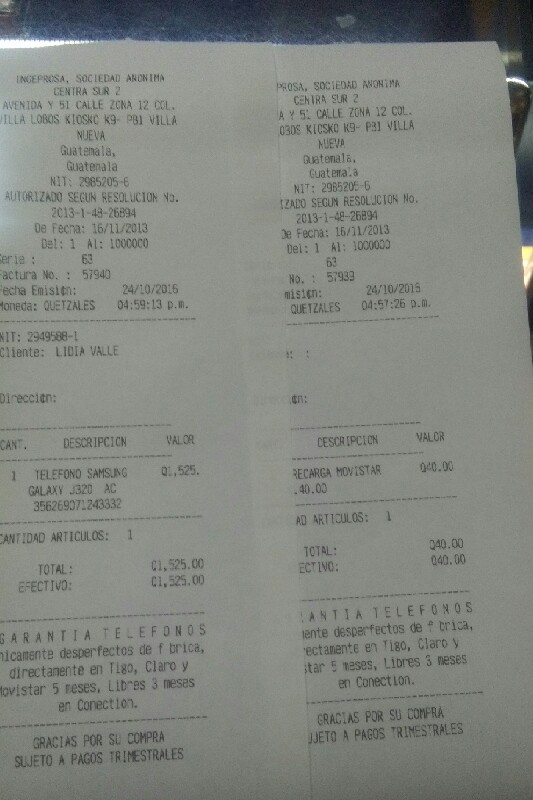 INGEPROSA, SOCIEDAD ANONIMA
CENTRA SUR 2
AVENIDA Y 51 CALLE ZONA 12 COL.
VILLA LOBOS KIOSKO K9- PB1 VILLA
NUEVA
Guatemala,
Guatemala
NIT: 2985205-6
AUTORIZADO SEGUN RESOLUCION No.
2013-1-48-26894
De Fecha: 16/11/2013
Del: 1 Al: 1000000
Serie : 63
Factura No. : 57940
Fecha Emisión: 24/10/2016
Moneda: QUETZALES 04:59:13 p.m.
NIT: 2949588-1
Cliente: LIDIA VALLE
Dirección:
CANT. DESCRIPCION VALOR
1 TELEFONO SAMSUNG Q1,525.
GALAXY J320 AC
356269071243332
CANTIDAD ARTICULOS: 1
TOTAL: Q1,525.00
EFECTIVO: Q1,525.00
GARANTIA TELEFONOS
nicamente desperfectos de f brica,
directamente en Tigo, Claro y
Movistar 5 meses, Libres 3 meses
en Conection.
GRACIAS POR SU COMPRA
SUJETO A PAGOS TRIMESTRALES
PROSA, SOCIEDAD ANONIMA
CENTRA SUR 2
A Y 51 CALLE ZONA 12 COL.
LOBOS KIOSKO K9- PB1 VILLA
NUEVA
Guatemala,
Guatemala
NIT: 2985205-6
IZADO SEGUN RESOLUCION No.
2013-1-48-26894
De Fecha: 16/11/2013
Del: 1 Al: 1000000
63
No. : 57939
misión: 24/10/2016
QUETZALES 04:57:26 p.m.
:
ón:
DESCRIPCION VALOR
RECARGA MOVISTAR Q40.00
.40.00
AD ARTICULOS: 1
TOTAL: Q40.00
ECTIVO: Q40.00
RANTIA TELEFONOS
mente desperfectos de f brica,
rectamente en Tigo, Claro y
star 5 meses, Libres 3 meses
en Conection.
GRACIAS POR SU COMPRA
UJETO A PAGOS TRIMESTRALES